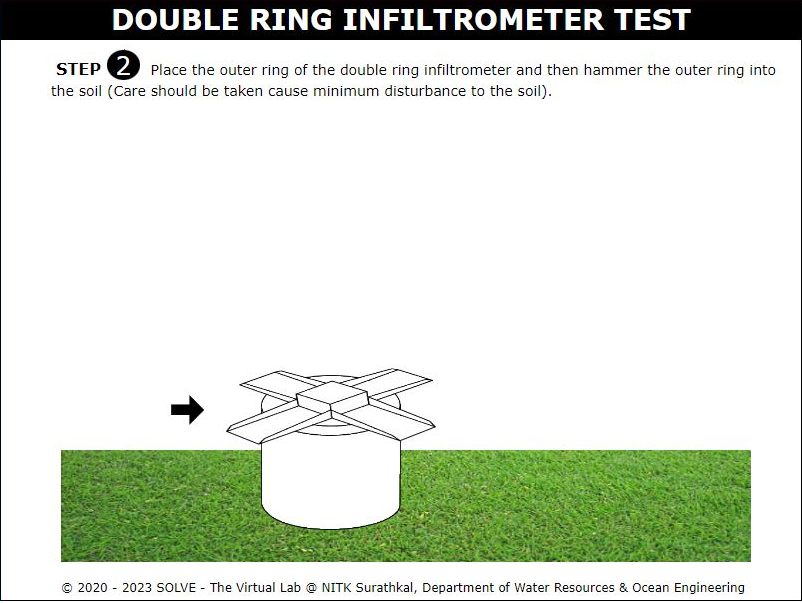 DOUBLE RING INFILTROMETER TEST
STEP 2 Place the outer ring of the double ring infiltrometer and then hammer the outer ring into
the soil (Care should be taken cause minimum disturbance to the soil).
© 2020 - 2023 SOLVE - The Virtual Lab @ NITK Surathkal, Department of Water Resources & Ocean Engineering